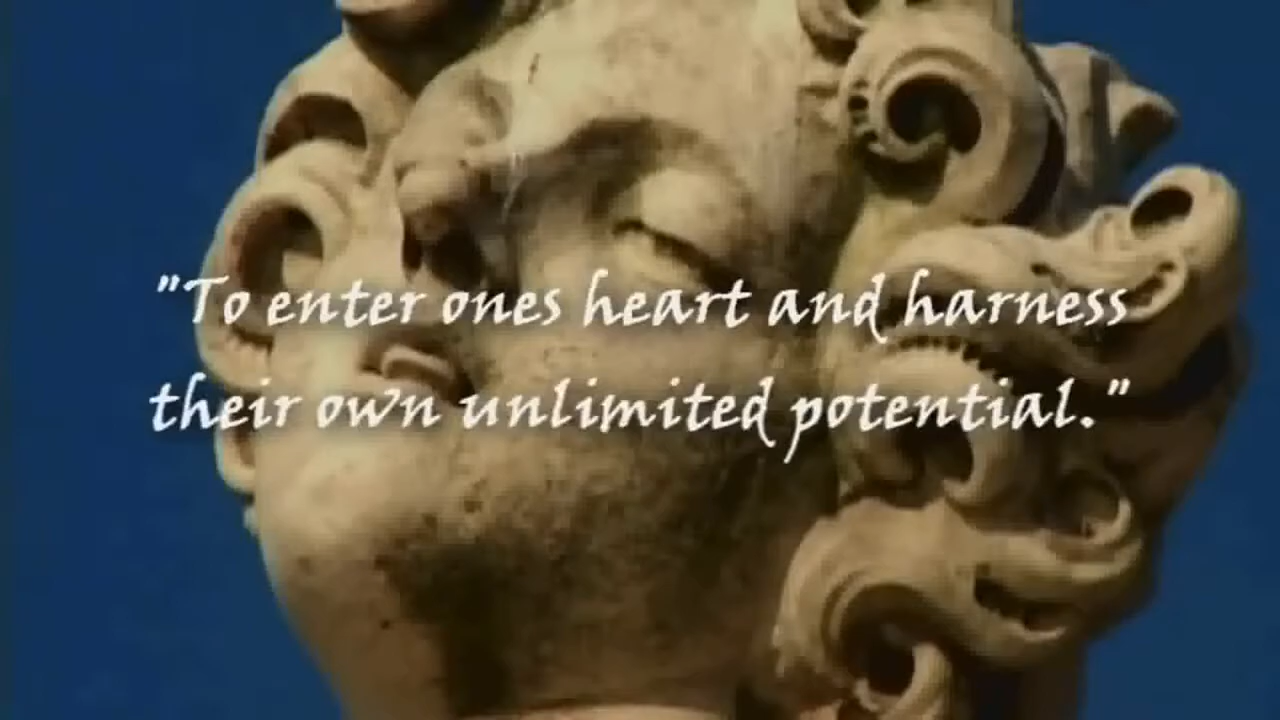 "To enter ones heart and harness
their own unlimited potential."